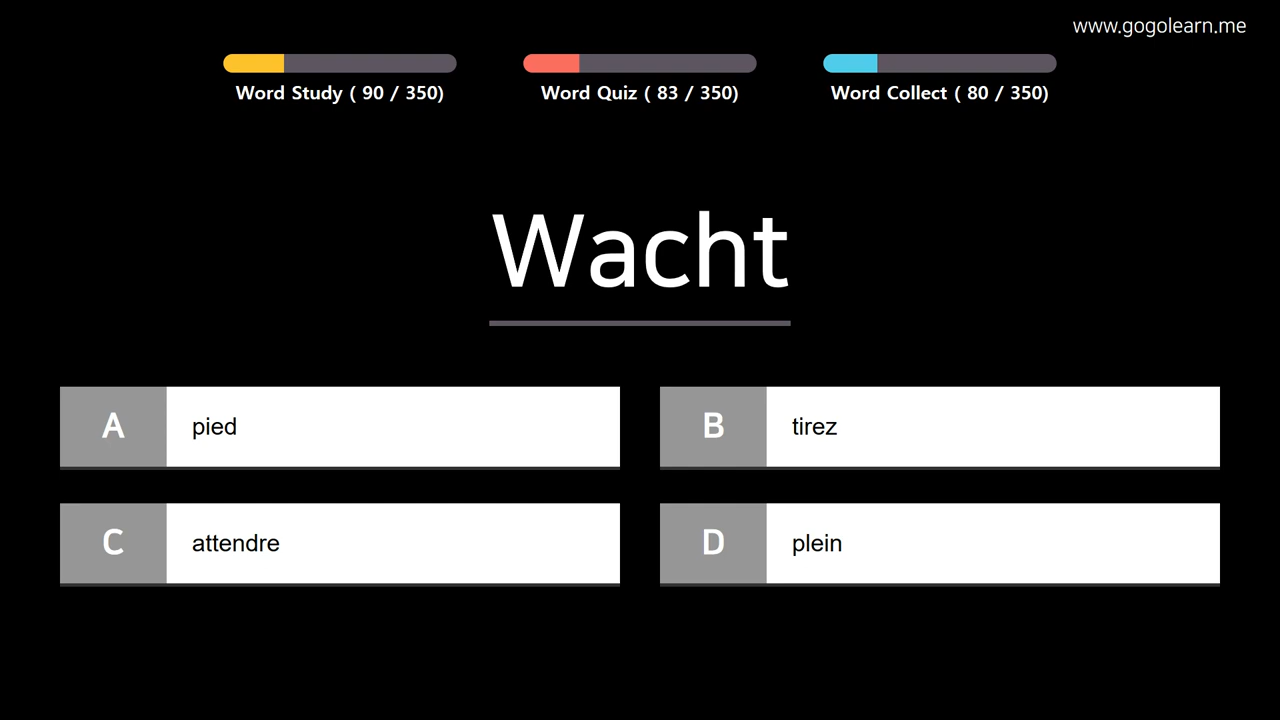 www.gogolearn.me
Word Study ( 90 / 350)
Word Quiz ( 83 / 350)
Word Collect ( 80 / 350)
Wacht
A pied
B tirez
C attendre
D plein